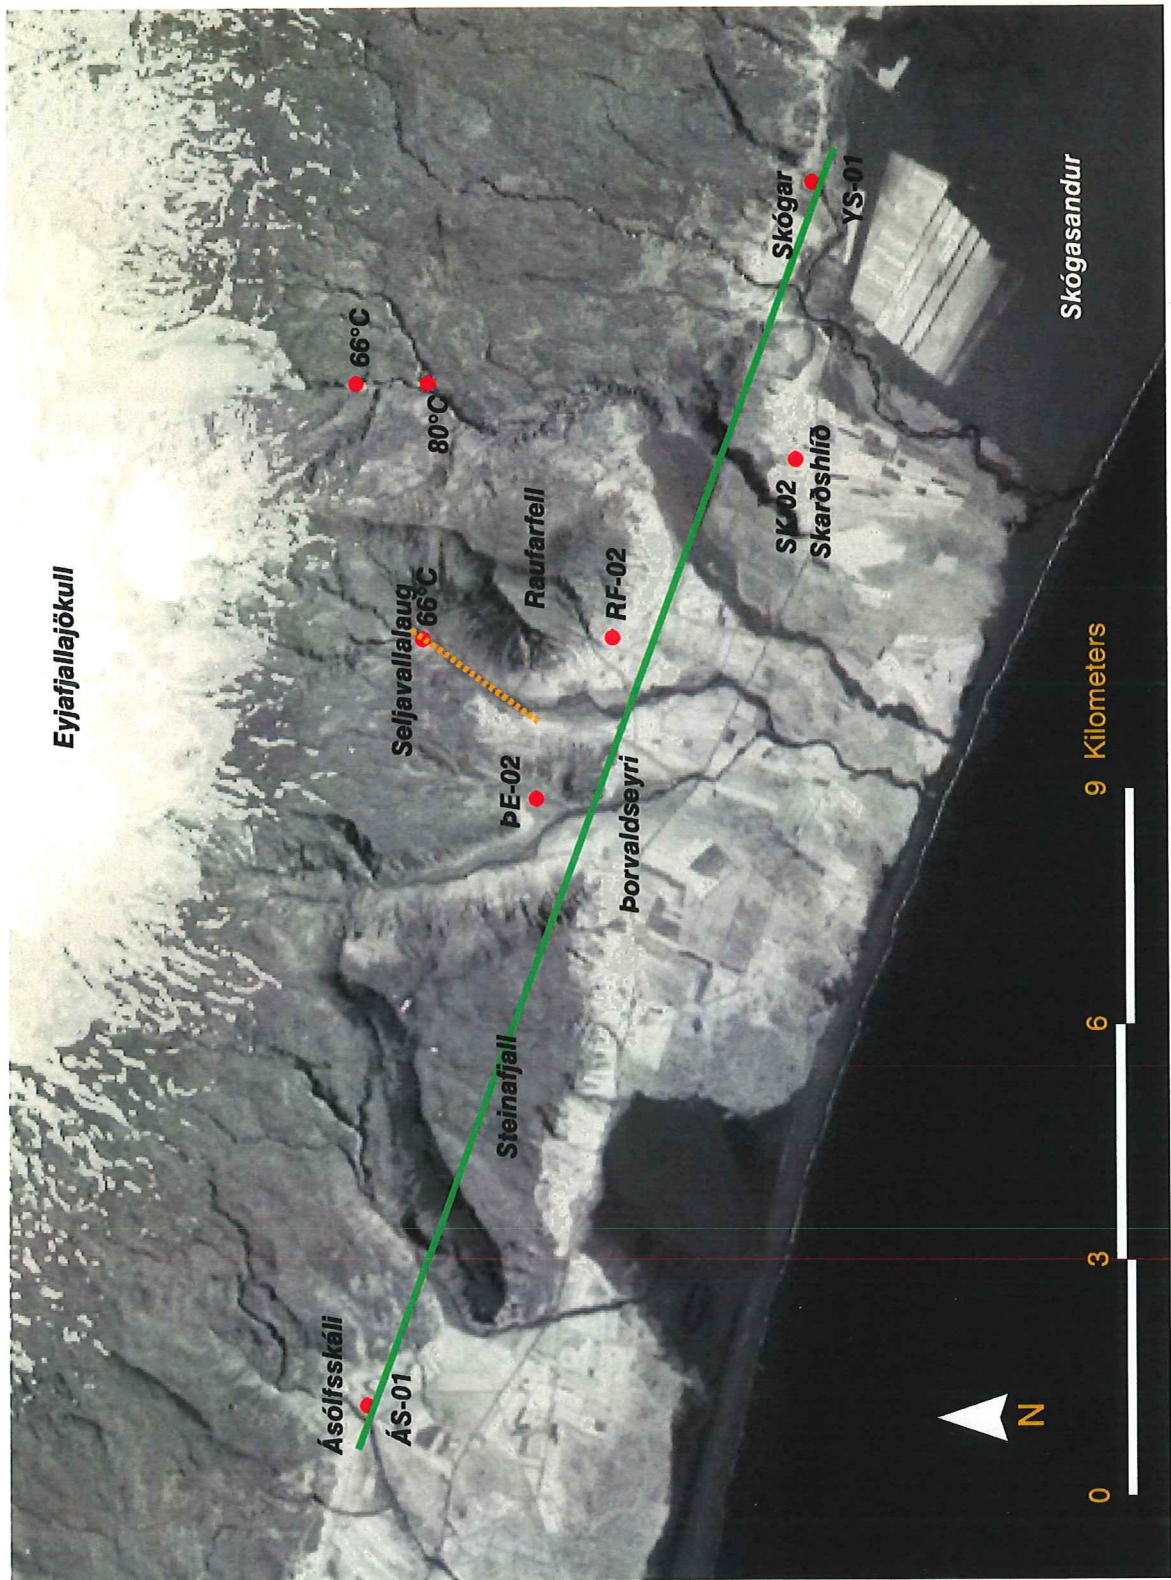 Eyjafjallajökull
66°C
80°C
Seljavallalaug
66°C
Raufarfell
ÞE-02
RF-02
Skógar
YS-01
SK-02
Skarðshlíð
Skógasandur
Þorvaldseyri
Steinafjall
Ásólfsskáli
ÁS-01
N
0
3
6
9 Kilometers